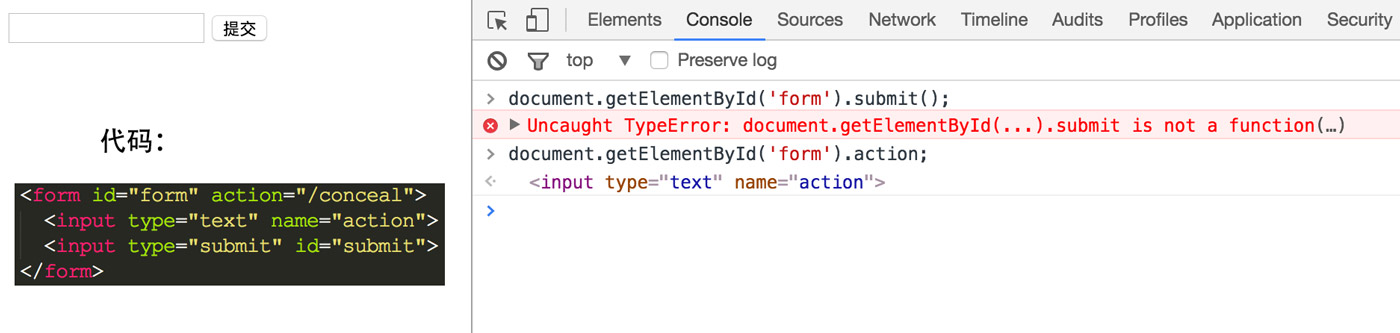 提交
代码：
<form id="form" action="/conceal">
<input type="text" name="action">
<input type="submit" id="submit">
</form>
Elements Console Sources Network Timeline Audits Profiles Application Security
top ▼ Preserve log
> document.getElementById('form').submit();
▶ Uncaught TypeError: document.getElementById(...).submit is not a function(…)
> document.getElementById('form').action;
<input type="text" name="action">
>